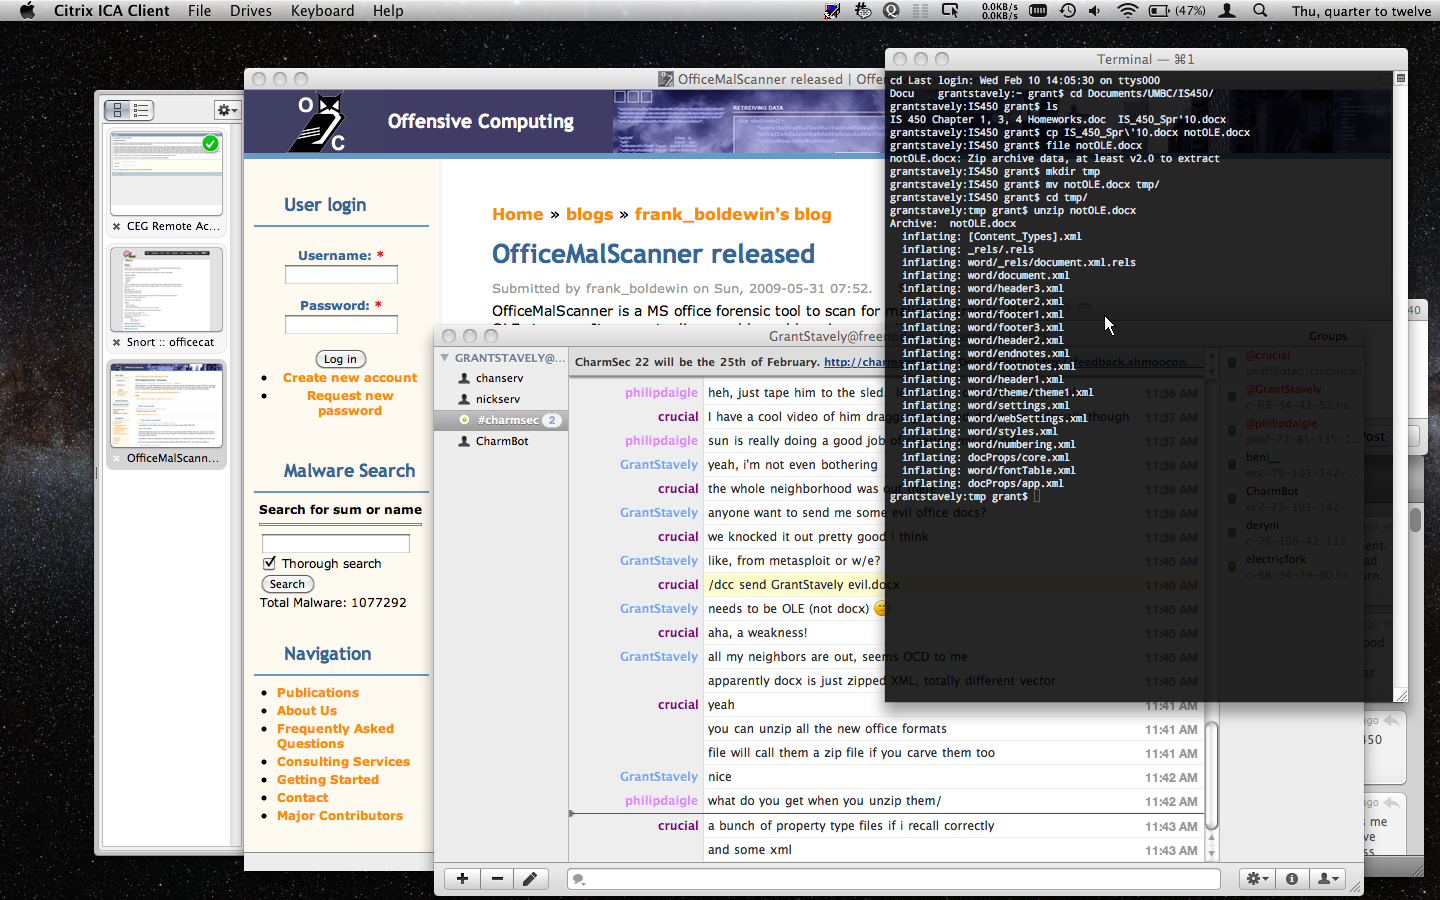 Citrix ICA Client File Drives Keyboard Help
0.0KB/s
0.0KB/s
(47%)
Thu, quarter to twelve
CEG Remote Ac...
Snort :: officecat
OfficeMalScann...
OfficeMalScanner released | Offe
O
C
Offensive Computing
RETREIVING DATA
User login
Username: *
Password: *
Log in
Create new account
Request new
password
Malware Search
Search for sum or name
Thorough search
Search
Total Malware: 1077292
Navigation
Publications
About Us
Frequently Asked
Questions
Consulting Services
Getting Started
Contact
Major Contributors
Home » blogs » frank_boldewin's blog
OfficeMalScanner released
Submitted by frank_boldewin on Sun, 2009-05-31 07:52.
OfficeMalScanner is a MS office forensic tool to scan for
Terminal — ⌘1
cd Last login: Wed Feb 10 14:05:30 on ttys000
Docu    grantstavely:~ grant$ cd Documents/UMBC/IS450/
grantstavely:IS450 grant$ ls
IS 450 Chapter 1, 3, 4 Homeworks.doc  IS_450_Spr'10.docx
grantstavely:IS450 grant$ cp IS_450_Spr\'10.docx notOLE.docx
grantstavely:IS450 grant$ file notOLE.docx
notOLE.docx: Zip archive data, at least v2.0 to extract
grantstavely:IS450 grant$ mkdir tmp
grantstavely:IS450 grant$ mv notOLE.docx tmp/
grantstavely:IS450 grant$ cd tmp/
grantstavely:tmp grant$ unzip notOLE.docx
Archive:  notOLE.docx
inflating: [Content_Types].xml
inflating: _rels/.rels
inflating: word/_rels/document.xml.rels
inflating: word/document.xml
inflating: word/header3.xml
inflating: word/footer2.xml
inflating: word/footer1.xml
inflating: word/footer3.xml
inflating: word/header2.xml
inflating: word/endnotes.xml
inflating: word/footnotes.xml
inflating: word/header1.xml
inflating: word/theme/theme1.xml
inflating: word/settings.xml
inflating: word/webSettings.xml
inflating: word/styles.xml
inflating: word/numbering.xml
inflating: docProps/core.xml
inflating: word/fontTable.xml
inflating: docProps/app.xml
grantstavely:tmp grant$
GrantStavely@freeno
GRANTSTAVELY@...
chanserv
nickserv
#charmsec 2
CharmBot
CharmSec 22 will be the 25th of February. http://charms
feedback.shmoocon...
philipdaigle heh, just tape him to the sled. 11:36 AM
crucial I have a cool video of him dragg though 11:37 AM
philipdaigle sun is really doing a good job of 11:37 AM
GrantStavely yeah, i'm not even bothering 11:39 AM
crucial the whole neighborhood was ou 11:39 AM
GrantStavely anyone want to send me some evil office docs? 11:39 AM
crucial we knocked it out pretty good i think 11:39 AM
GrantStavely like, from metasploit or w/e? 11:40 AM
crucial /dcc send GrantStavely evil.docx 11:40 AM
GrantStavely needs to be OLE (not docx) 11:40 AM
crucial aha, a weakness! 11:40 AM
GrantStavely all my neighbors are out, seems OCD to me 11:40 AM
apparently docx is just zipped XML, totally different vector 11:40 AM
crucial yeah 11:41 AM
you can unzip all the new office formats 11:41 AM
file will call them a zip file if you carve them too 11:41 AM
GrantStavely nice 11:42 AM
philipdaigle what do you get when you unzip them/ 11:42 AM
crucial a bunch of property type files if i recall correctly 11:43 AM
and some xml 11:43 AM
Groups
@crucial
unaffiliated/crucialcarl
@GrantStavely
c-68-34-42-52.hs...
@philipdaigle
pool-72-81-135-1...
ben|__
ec2-75-101-142-...
CharmBot
ec2-75-101-142-...
deryni
c-76-106-42-115...
electricfork
c-68-34-29-80.hs...
40
Post
ago
ent.
ago
450
ago
s me
ve
ess